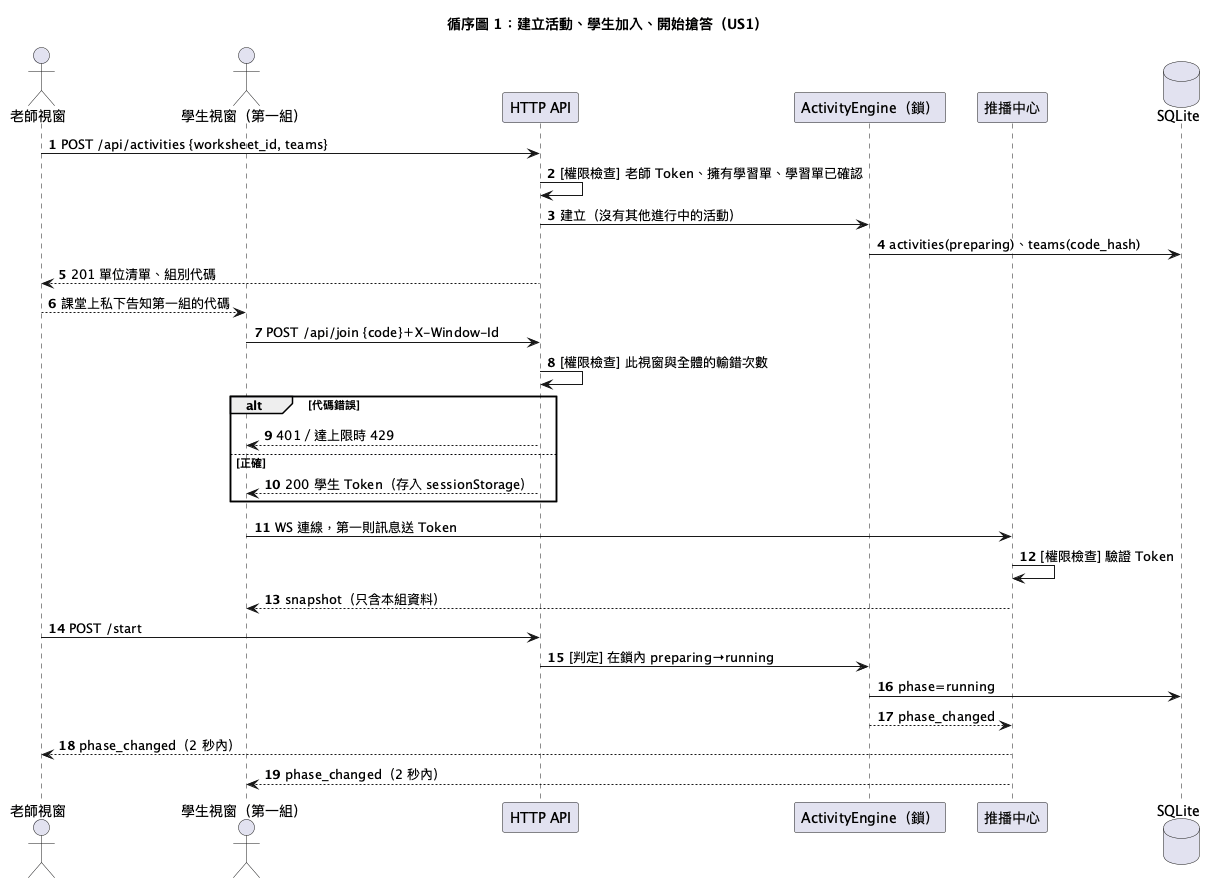 循序圖 1：建立活動、學生加入、開始搶答（US1）
老師視窗
學生視窗（第一組）
HTTP API
ActivityEngine（鎖）
推播中心
SQLite
1 POST /api/activities {worksheet_id, teams}
2 [權限檢查] 老師 Token、擁有學習單、學習單已確認
3 建立（沒有其他進行中的活動）
4 activities(preparing)、teams(code_hash)
5 201 單位清單、組別代碼
6 課堂上私下告知第一組的代碼
7 POST /api/join {code}＋X-Window-Id
8 [權限檢查] 此視窗與全體的輸錯次數
alt [代碼錯誤]
9 401 / 達上限時 429
[正確]
10 200 學生 Token（存入 sessionStorage）
11 WS 連線，第一則訊息送 Token
12 [權限檢查] 驗證 Token
13 snapshot（只含本組資料）
14 POST /start
15 [判定] 在鎖內 preparing→running
16 phase=running
17 phase_changed
18 phase_changed（2 秒內）
19 phase_changed（2 秒內）
老師視窗
學生視窗（第一組）
HTTP API
ActivityEngine（鎖）
推播中心
SQLite